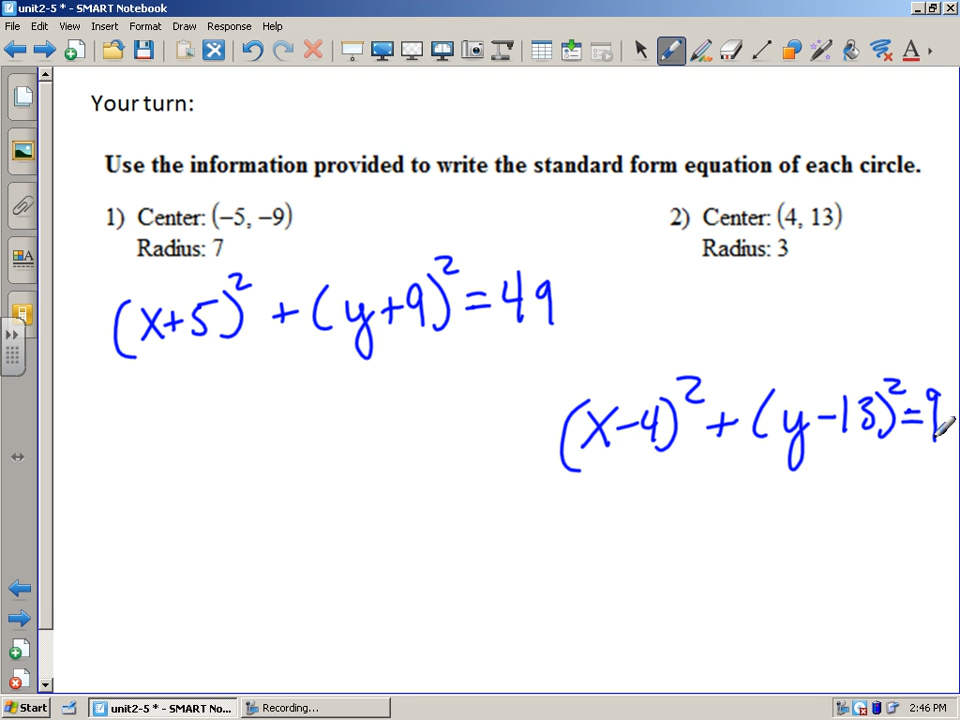 unit2-5 * - SMART Notebook
File Edit View Insert Format Draw Response Help
Your turn:
Use the information provided to write the standard form equation of each circle.
1) Center: (−5, −9)
Radius: 7
2) Center: (4, 13)
Radius: 3
(x+5)² + (y+9)² = 49
(x−4)² + (y−13)² = 9
Start unit2-5 * - SMART No... Recording... 2:46 PM